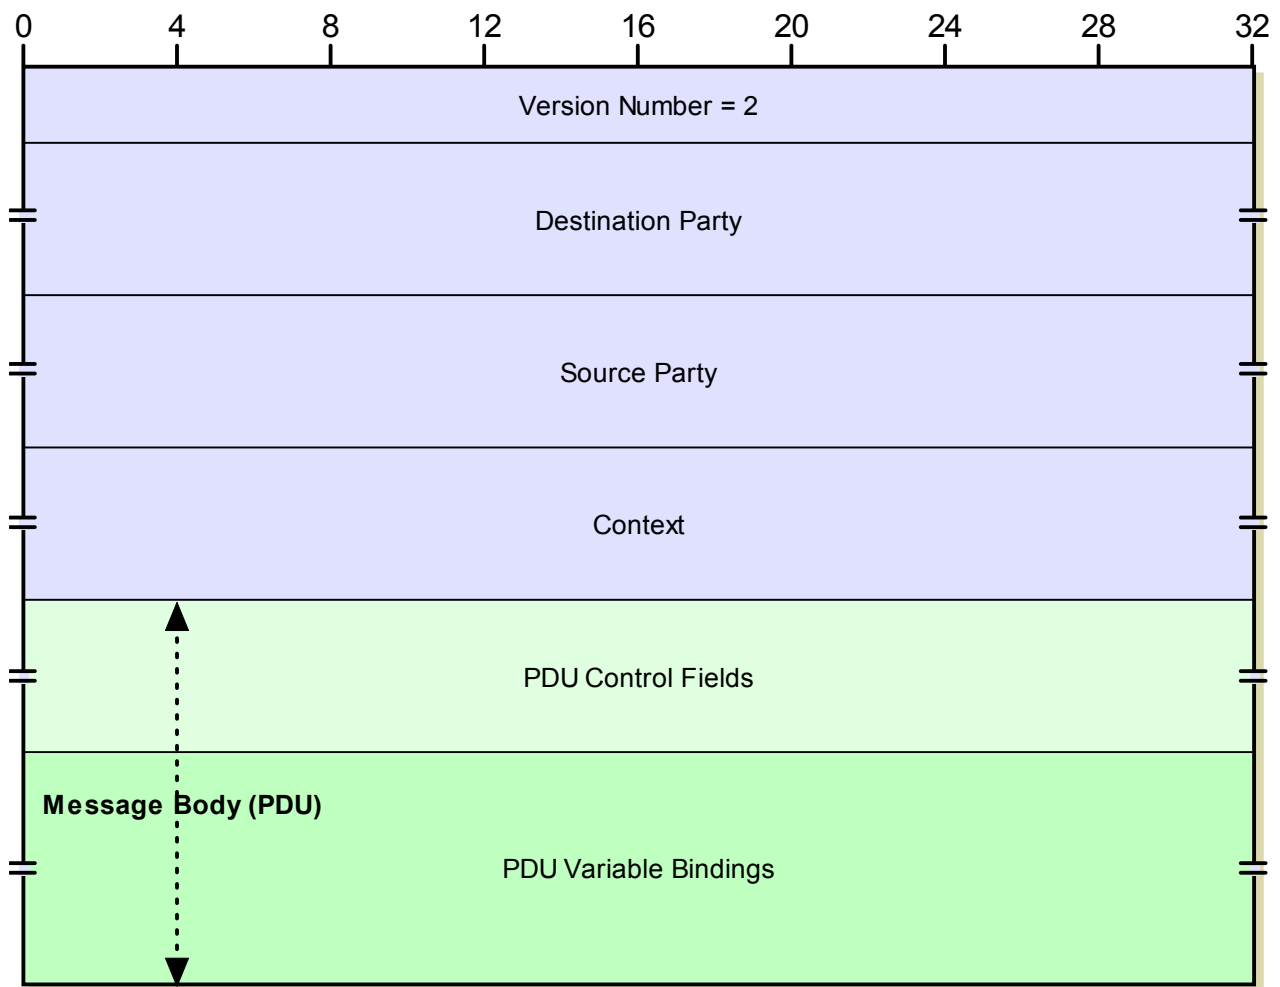 0 4 8 12 16 20 24 28 32
Version Number = 2
Destination Party
Source Party
Context
PDU Control Fields
Message Body (PDU)
PDU Variable Bindings